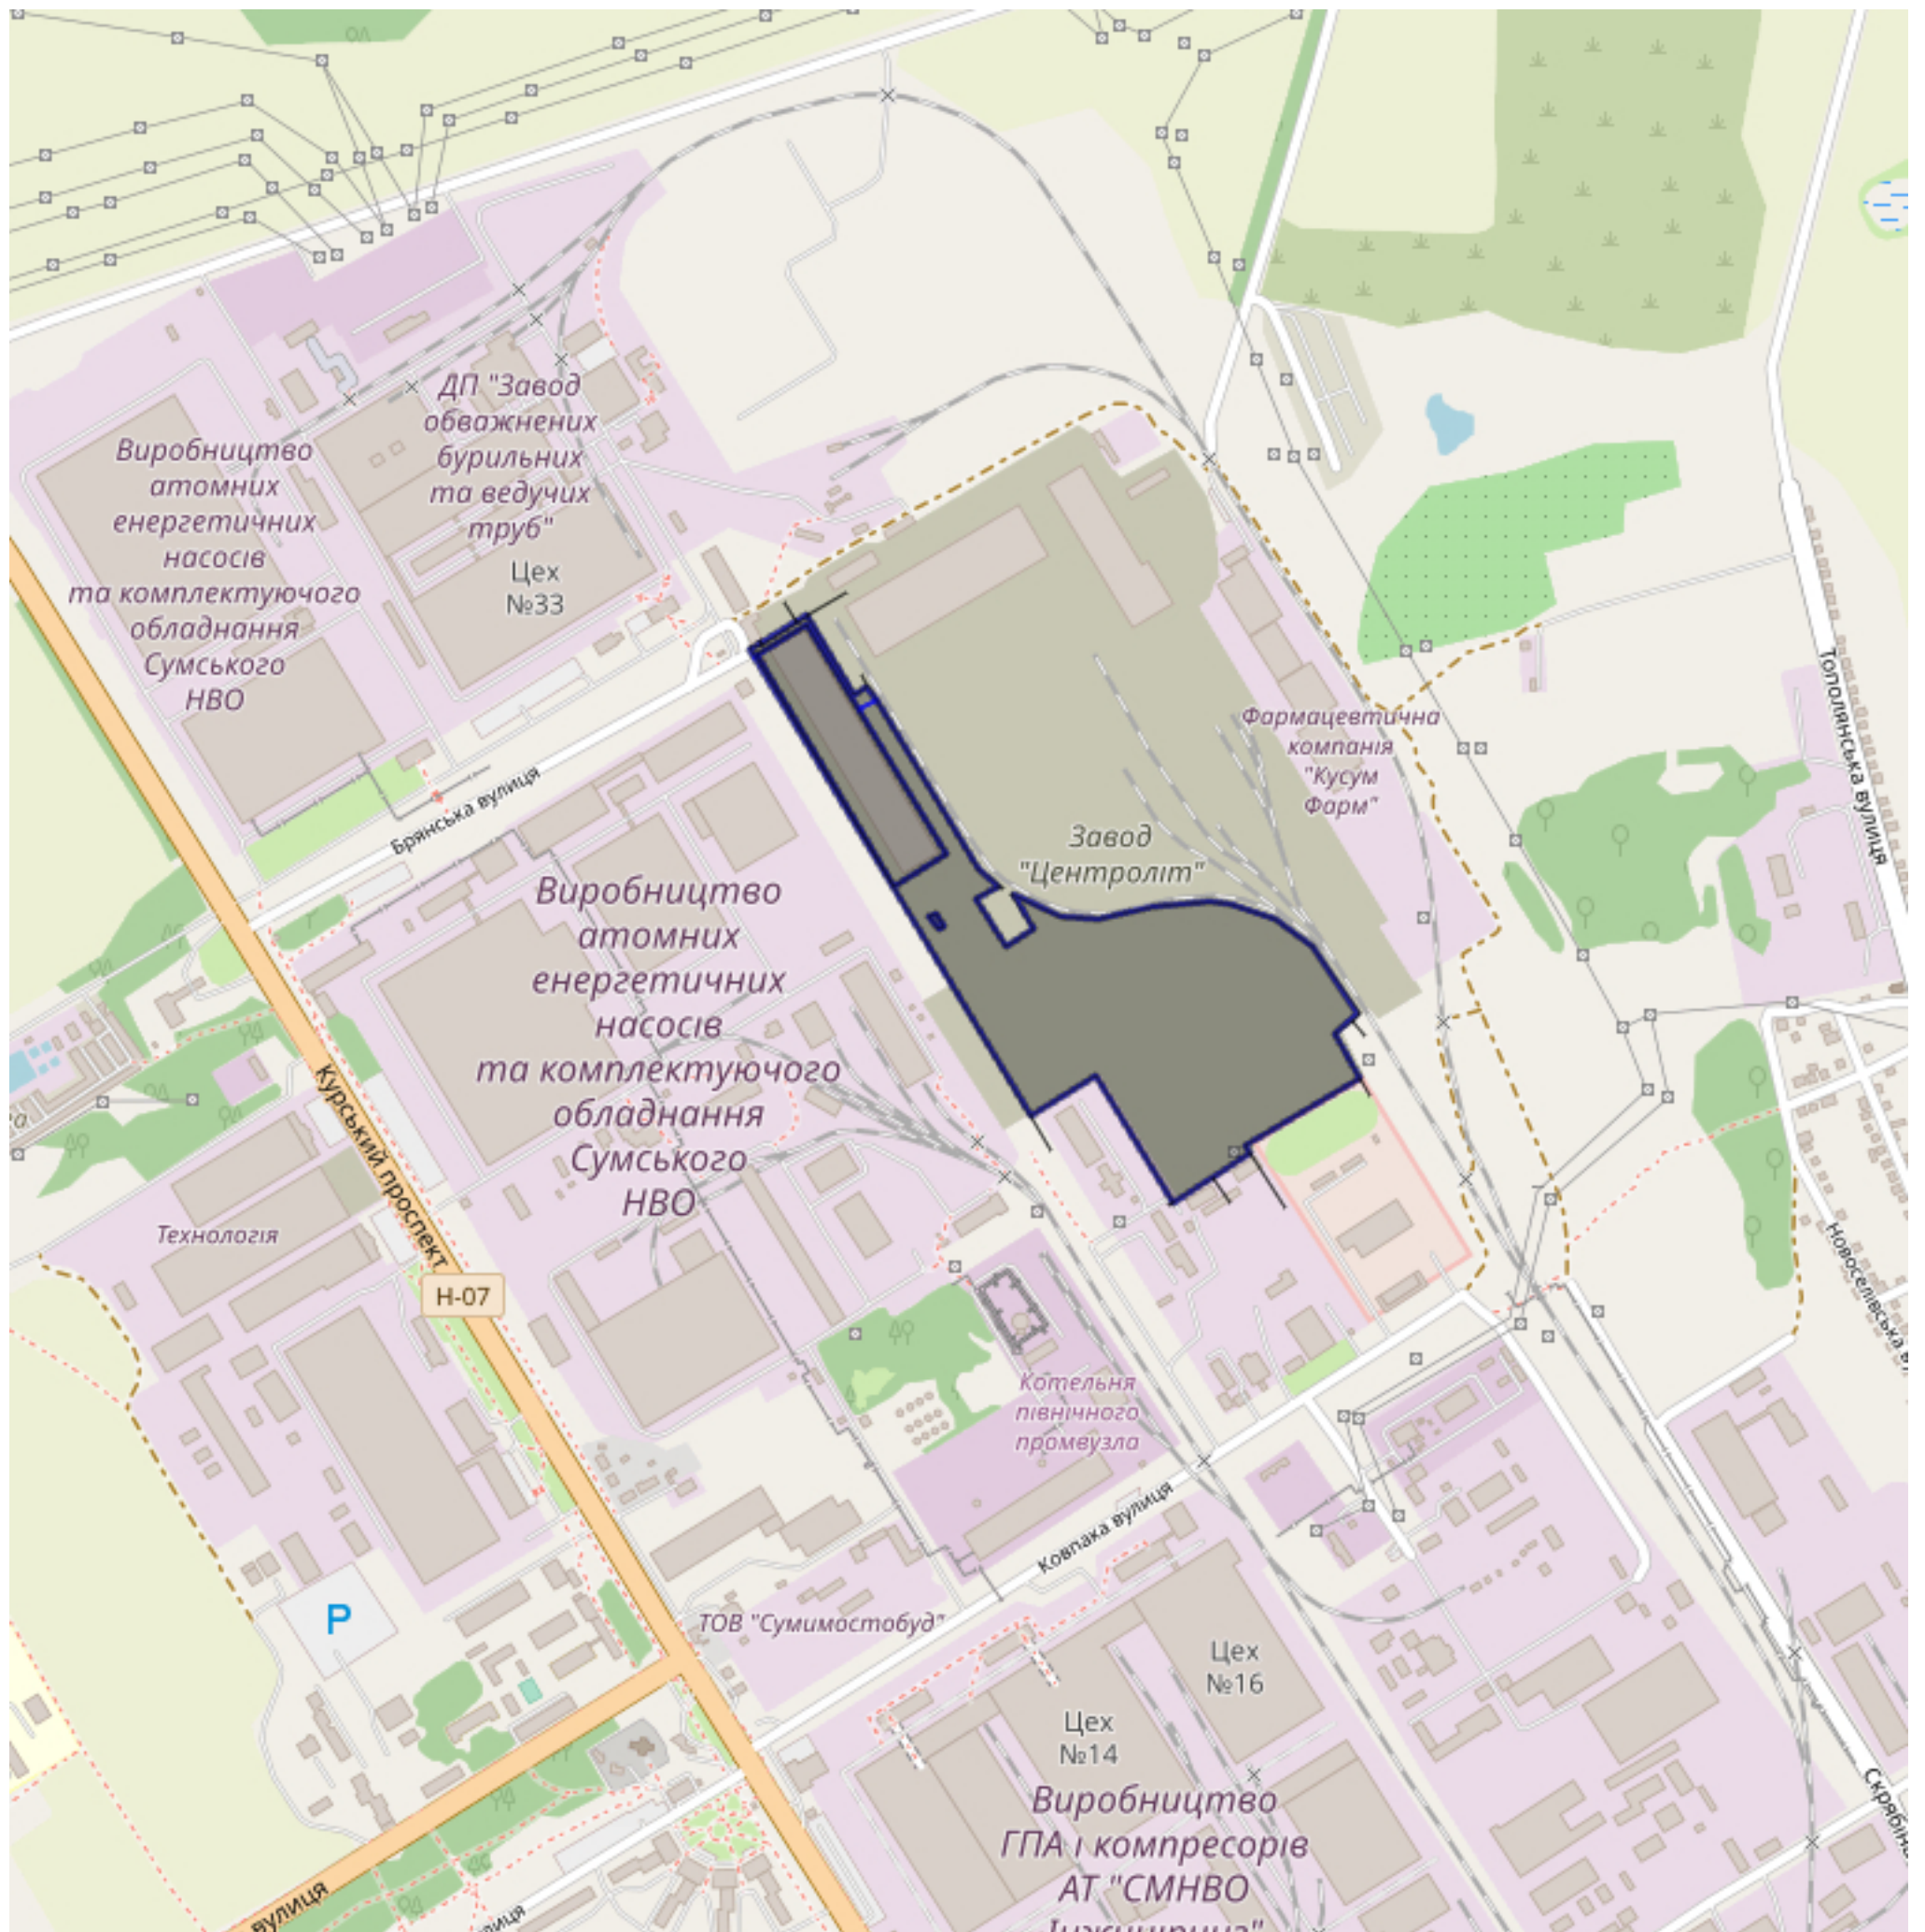 ДП "Завод
обважнених
бурильних
та ведучих
труб"
Цех
№33
Виробництво
атомних
енергетичних
насосів
та комплектуючого
обладнання
Сумського
НВО
Тополянська вулиця
Фармацевтична
компанія
"Кусум
Фарм"
Брянська вулиця
Завод
"Центроліт"
Виробництво
атомних
енергетичних
насосів
та комплектуючого
обладнання
Сумського
НВО
Курський проспект
Технологія
Н-07
Новоселівська
Котельня
північного
промвузла
Ковпака вулиця
P
ТОВ "Сумимостобуд"
Цех
№16
Цех
№14
Виробництво
ГПА і компресорів
АТ "СМНВО
Інжиніринг"
вулиця